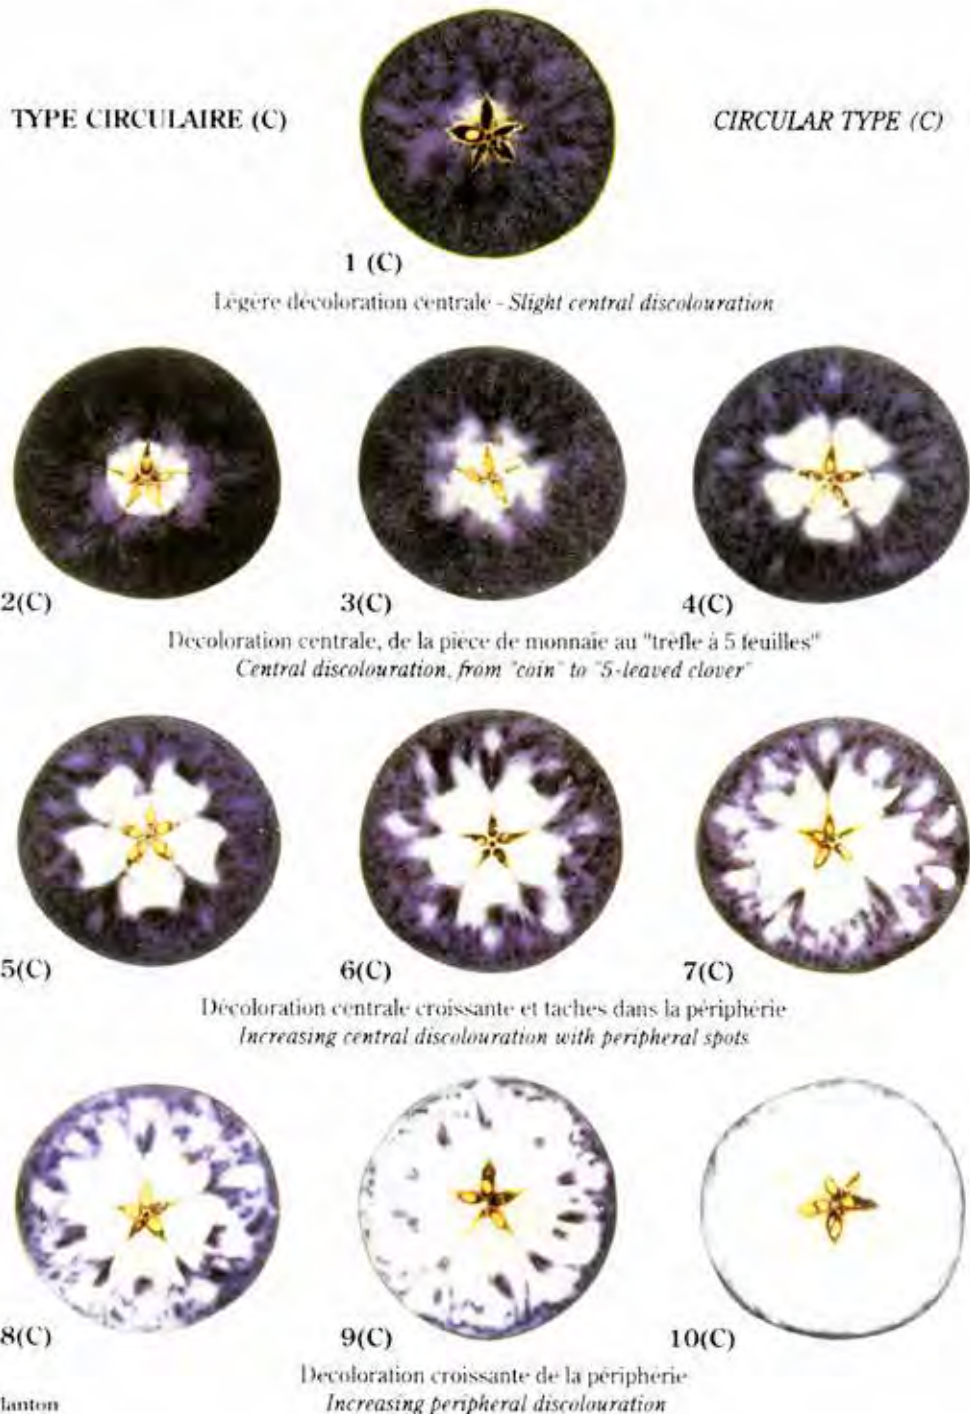 TYPE CIRCULAIRE (C)
CIRCULAR TYPE (C)
1 (C)
Légère décoloration centrale - Slight central discolouration
2(C)
3(C)
4(C)
Décoloration centrale, de la pièce de monnaie au "trèfle à 5 feuilles"
Central discolouration, from "coin" to "5-leaved clover"
5(C)
6(C)
7(C)
Décoloration centrale croissante et taches dans la périphérie
Increasing central discolouration with peripheral spots
8(C)
9(C)
10(C)
Décoloration croissante de la périphérie
Increasing peripheral discolouration
lanton